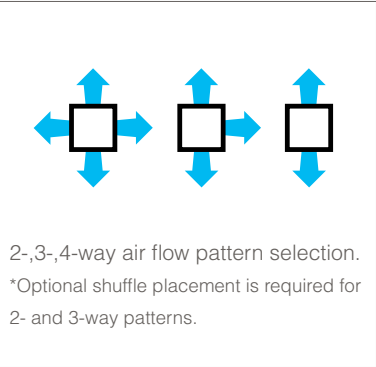 2-,3-,4-way air flow pattern selection.
*Optional shuffle placement is required for
2- and 3-way patterns.